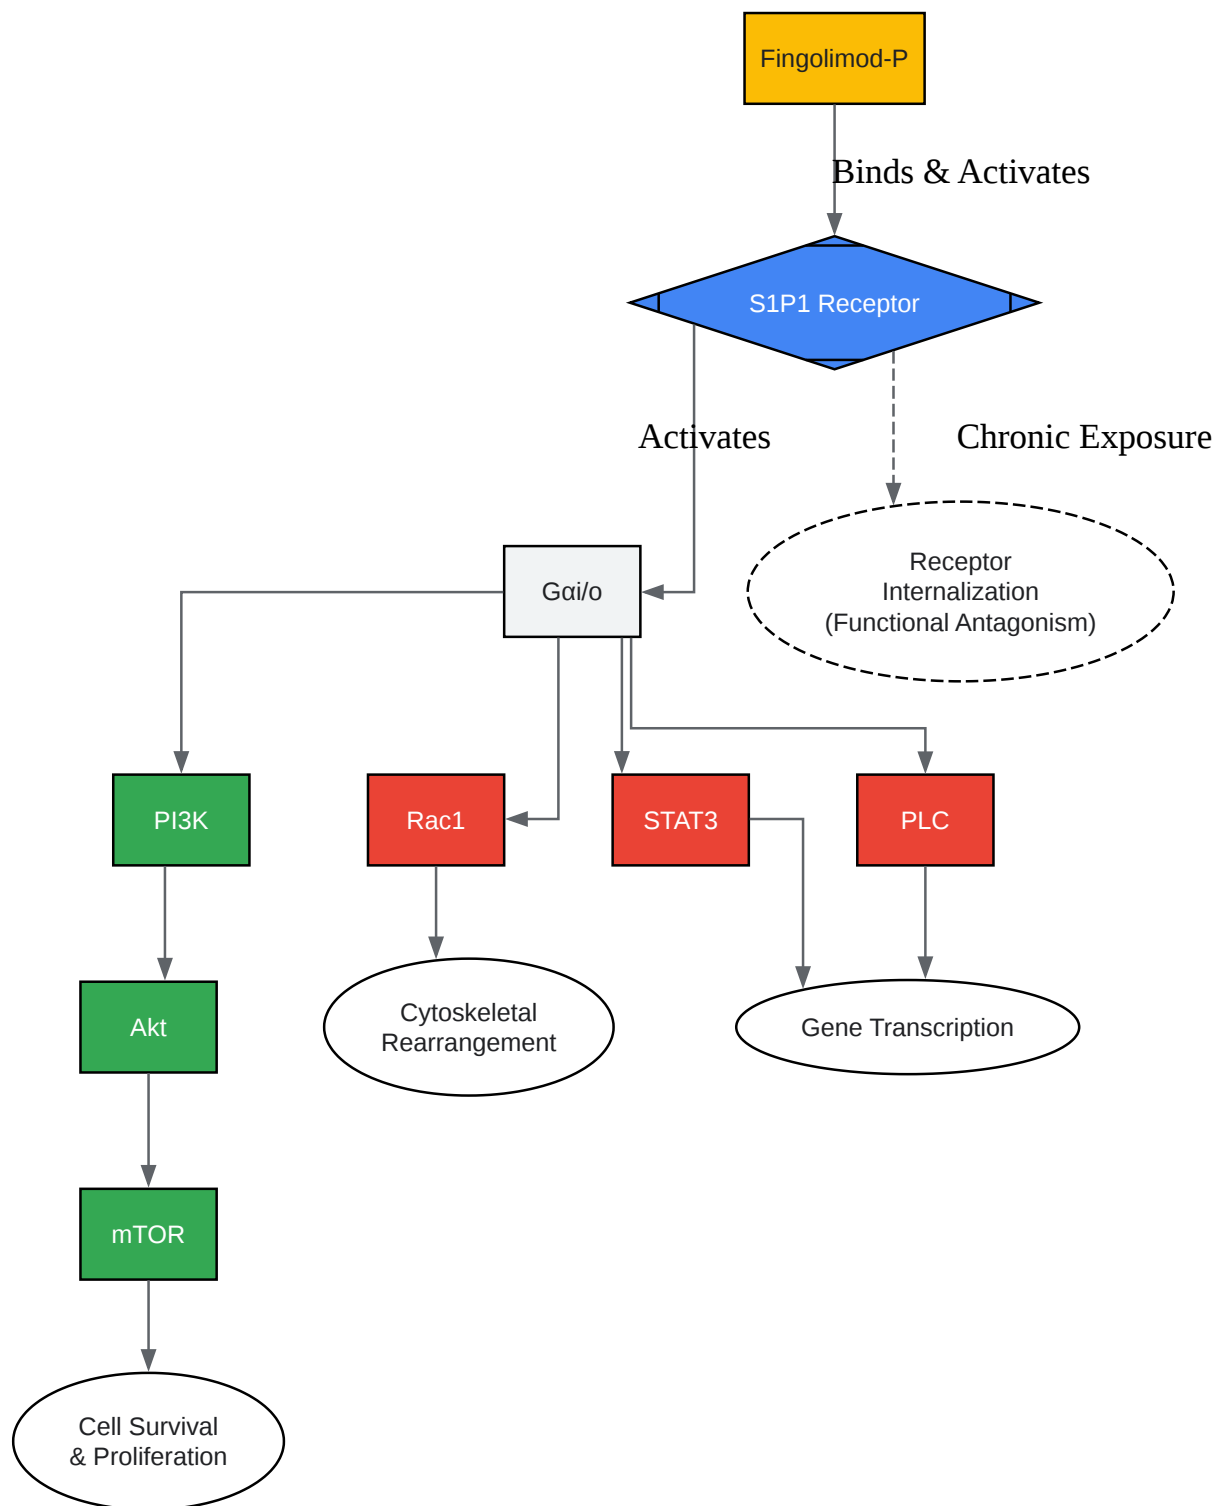 Fingolimod-P
Binds & Activates
S1P1 Receptor
Activates
Chronic Exposure
Receptor
Internalization
(Functional Antagonism)
Gαi/o
PI3K
Rac1
STAT3
PLC
Akt
Cytoskeletal
Rearrangement
Gene Transcription
mTOR
Cell Survival
& Proliferation